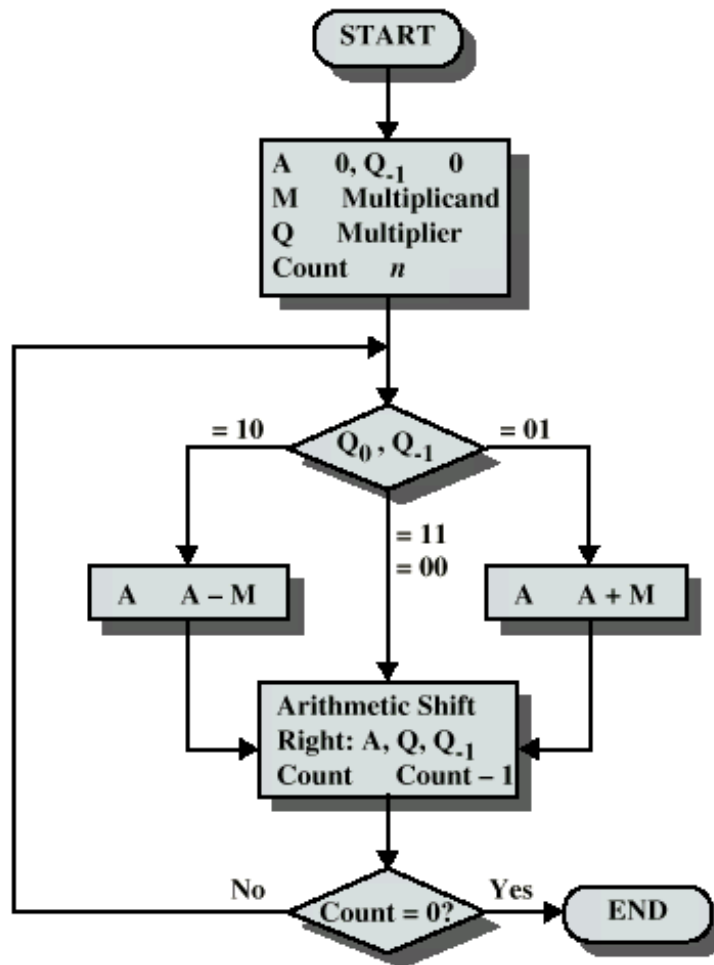 START
A 0, Q₋₁ 0
M Multiplicand
Q Multiplier
Count n
= 10
Q₀ , Q₋₁
= 01
= 11
= 00
A A – M
A A + M
Arithmetic Shift
Right: A, Q, Q₋₁
Count Count – 1
No
Count = 0?
Yes
END